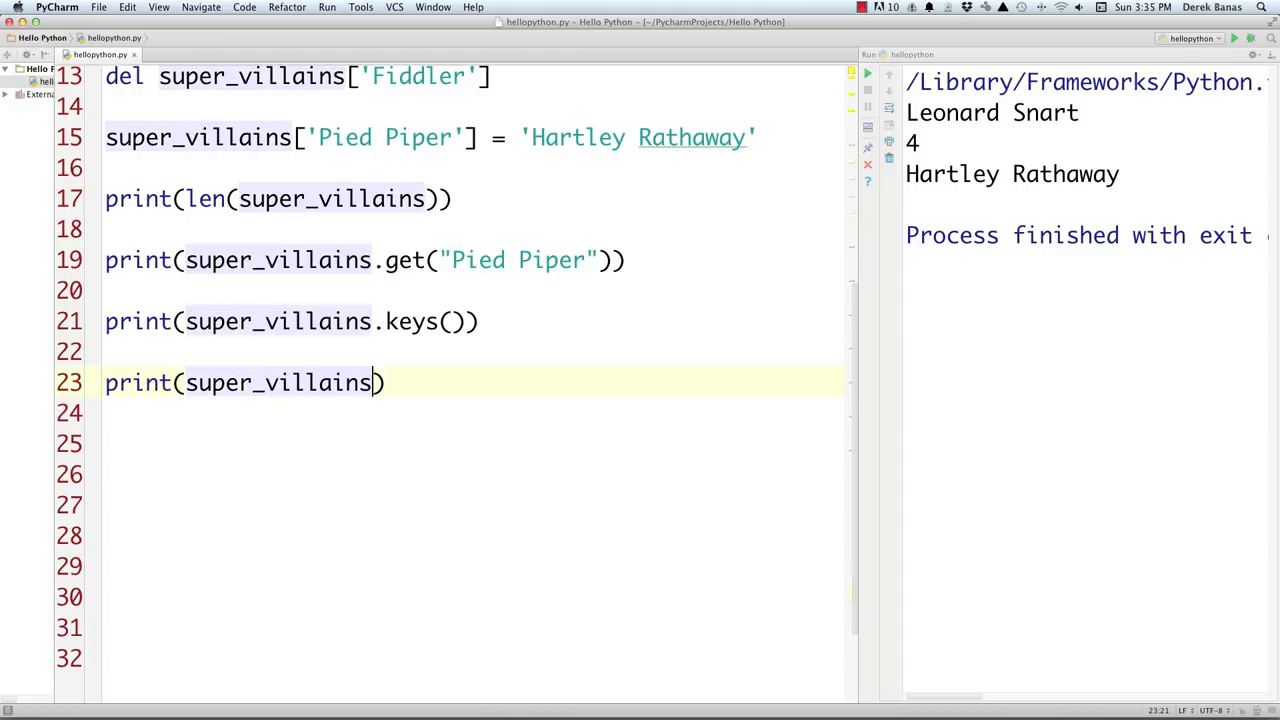 PyCharm File Edit View Navigate Code Refactor Run Tools VCS Window Help 10 Sun 3:35 PM Derek Banas
hellopython.py – Hello Python – [~/PycharmProjects/Hello Python]
Hello Python hellopython.py hellopython
hellopython.py Run hellopython
Hello P
hell
Externa
13 del super_villains['Fiddler']
14
15 super_villains['Pied Piper'] = 'Hartley Rathaway'
16
17 print(len(super_villains))
18
19 print(super_villains.get("Pied Piper"))
20
21 print(super_villains.keys())
22
23 print(super_villains)
24
25
26
27
28
29
30
31
32
/Library/Frameworks/Python.
Leonard Snart
4
Hartley Rathaway
Process finished with exit
23:21 LF UTF-8